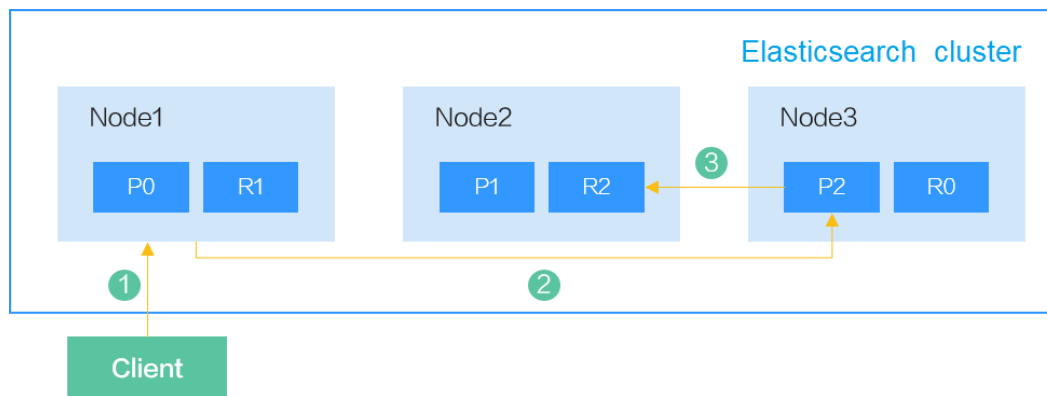 Elasticsearch cluster
Node1
Node2
Node3
P0
R1
P1
R2
3
P2
R0
1
2
Client